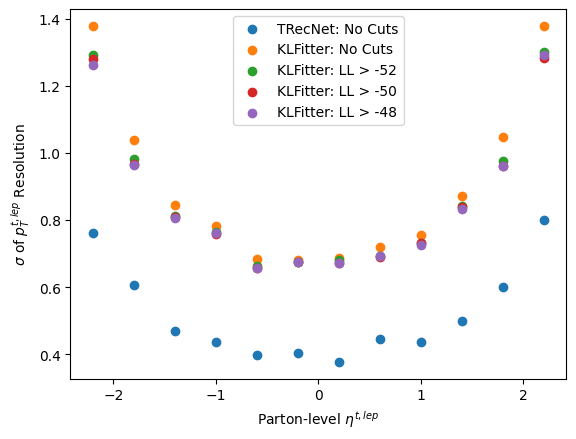 TRecNet: No Cuts
KLFitter: No Cuts
KLFitter: LL > -52
KLFitter: LL > -50
KLFitter: LL > -48
σ of p_T^{t,lep} Resolution
1.4
1.2
1.0
0.8
0.6
0.4
−2
−1
0
1
2
Parton-level η^{t,lep}